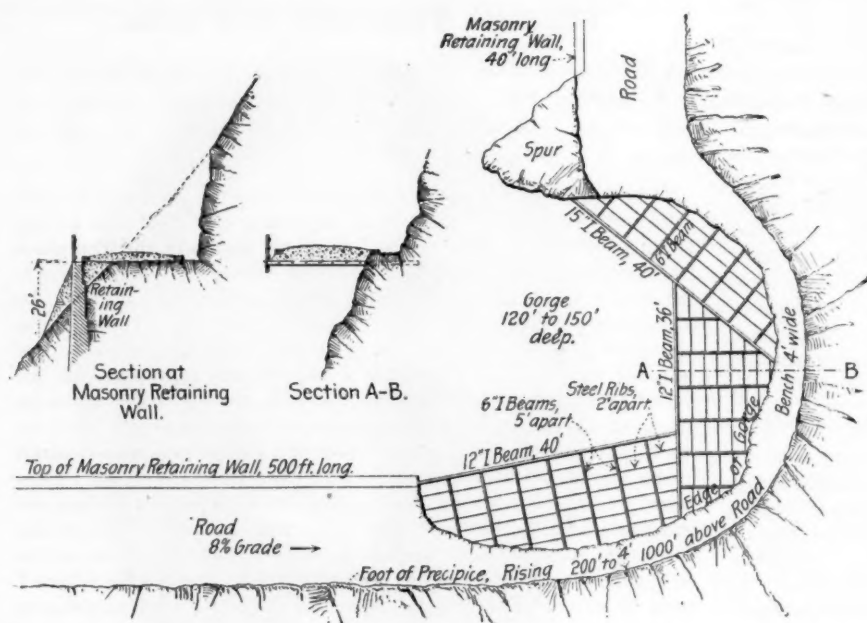 Masonry
Retaining Wall,
40' long
Road
Spur
15" I Beam, 40'
6" I Beam
Retain-
ing
Wall
26'
Gorge
120' to 150'
deep.
12" I Beam, 36'
Bench 4' wide
A
B
Section at
Masonry Retaining
Wall.
Section A-B.
Steel Ribs,
2' apart
6" I Beams,
5' apart
12" I Beam, 40'
Edge of Gorge
Top of Masonry Retaining Wall, 500 ft. long.
Road
8% Grade
Foot of Precipice, Rising 200' to 1000' above Road
4'